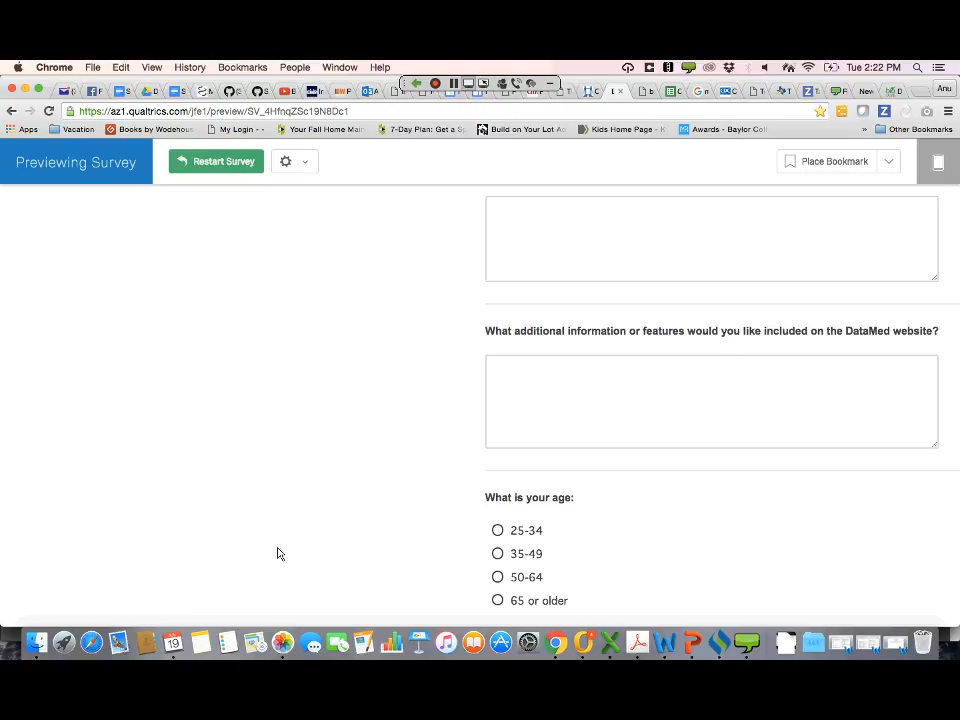 Chrome File Edit View History Bookmarks People Window Help Tue 2:22 PM
Anu
https://az1.qualtrics.com/jfe1/preview/SV_4HfnqZSc19N8Dc1
Apps Vacation Books by Wodehous My Login - - Your Fall Home Main 7-Day Plan: Get a Sp Build on Your Lot Ac Kids Home Page - K Awards - Baylor Coll » Other Bookmarks
Previewing Survey Restart Survey Place Bookmark
What additional information or features would you like included on the DataMed website?
What is your age:
25-34
35-49
50-64
65 or older
19